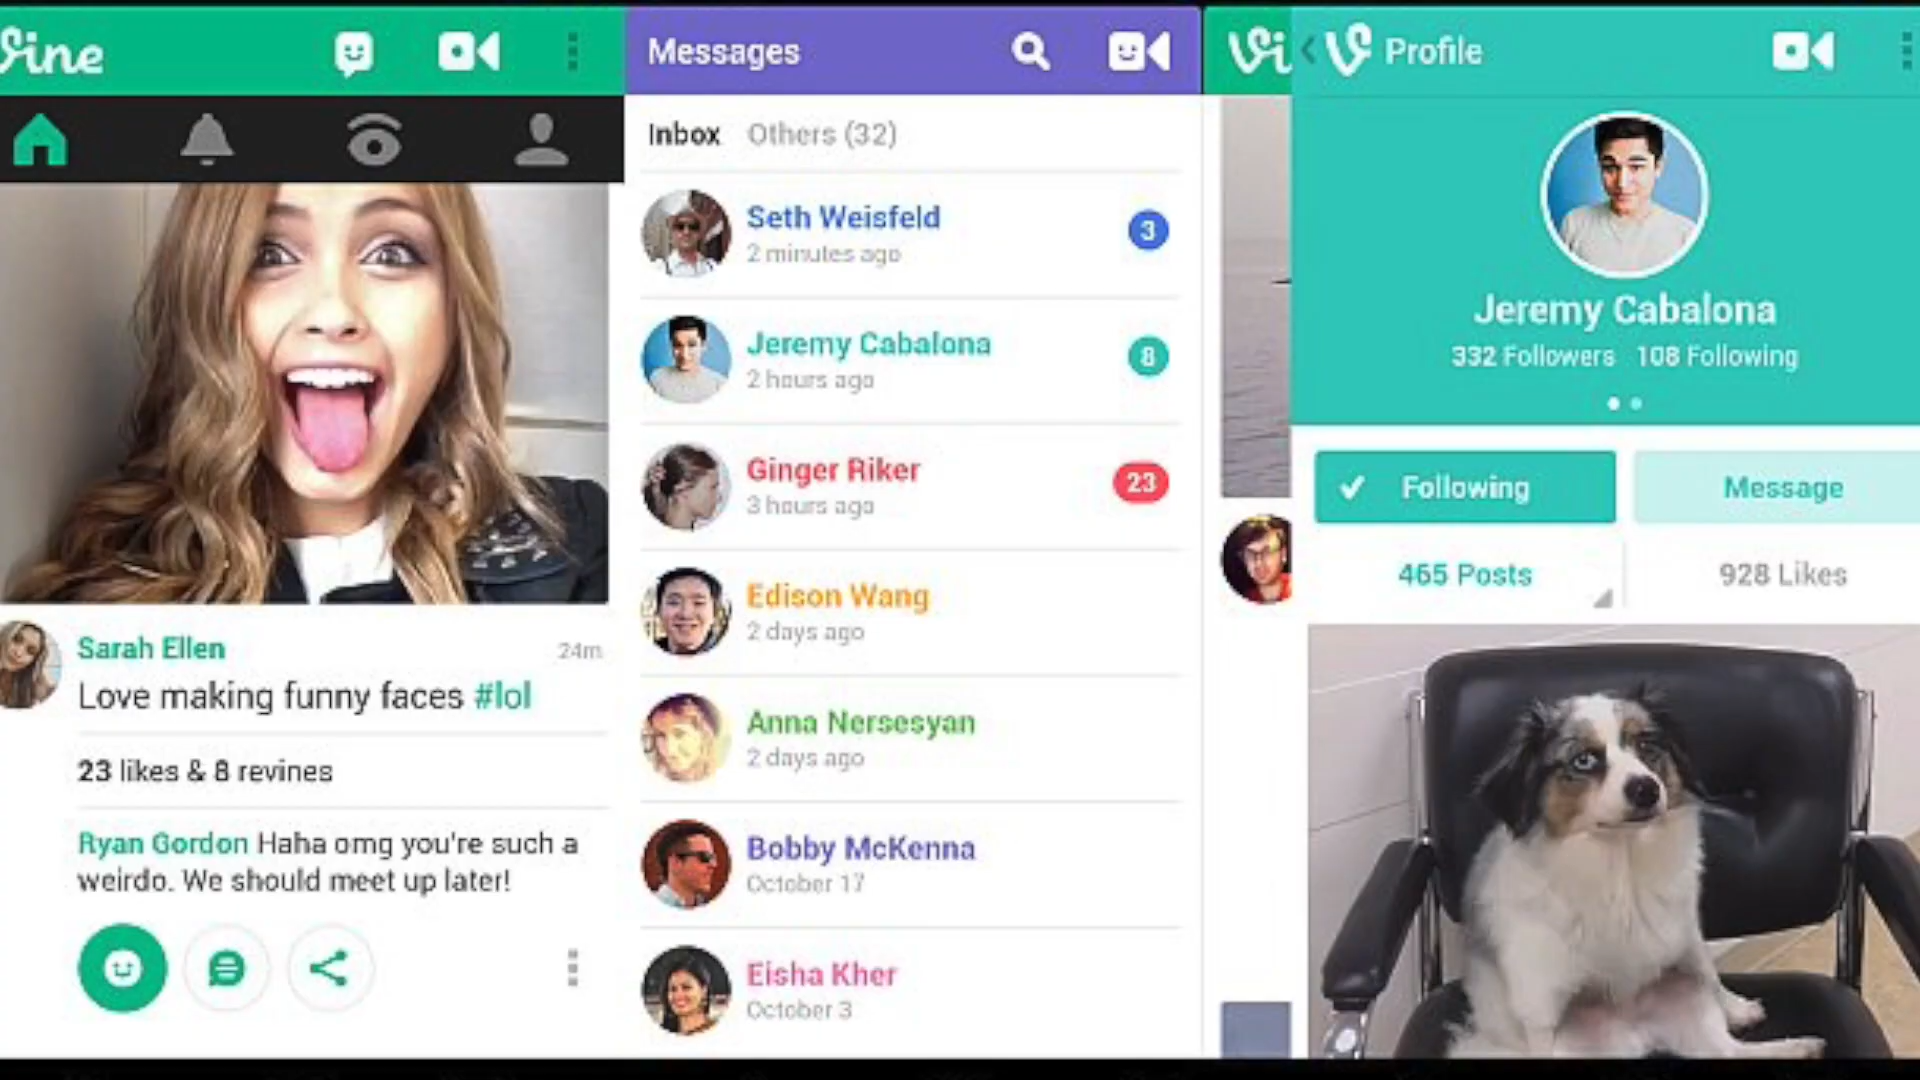 Vine
Sarah Ellen 24m
Love making funny faces #lol
23 likes & 8 revines
Ryan Gordon Haha omg you're such a
weirdo. We should meet up later!
Messages
Inbox Others (32)
Seth Weisfeld
2 minutes ago
3
Jeremy Cabalona
2 hours ago
8
Ginger Riker
3 hours ago
23
Edison Wang
2 days ago
Anna Nersesyan
2 days ago
Bobby McKenna
October 17
Eisha Kher
October 3
Vi
Profile
Jeremy Cabalona
332 Followers 108 Following
Following
Message
465 Posts
928 Likes